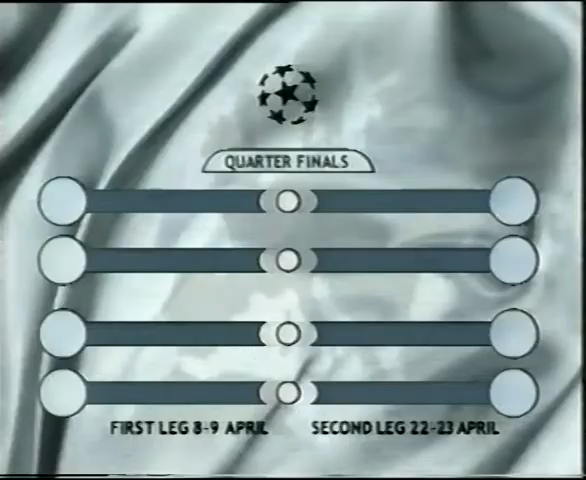 QUARTER FINALS
FIRST LEG 8-9 APRIL
SECOND LEG 22-23 APRIL